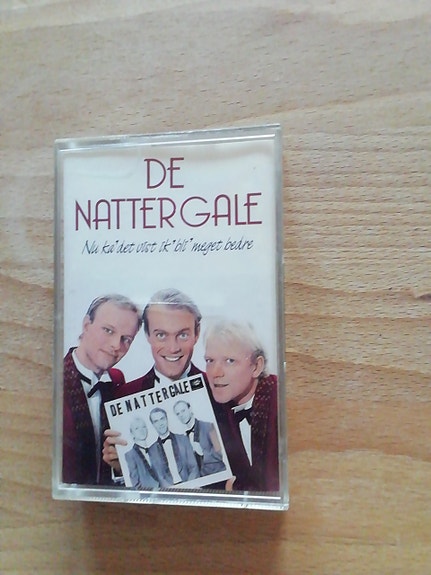 DE
NATTERGALE
Nu ka' det vist ik' bli' meget bedre
DE NATTERGALE